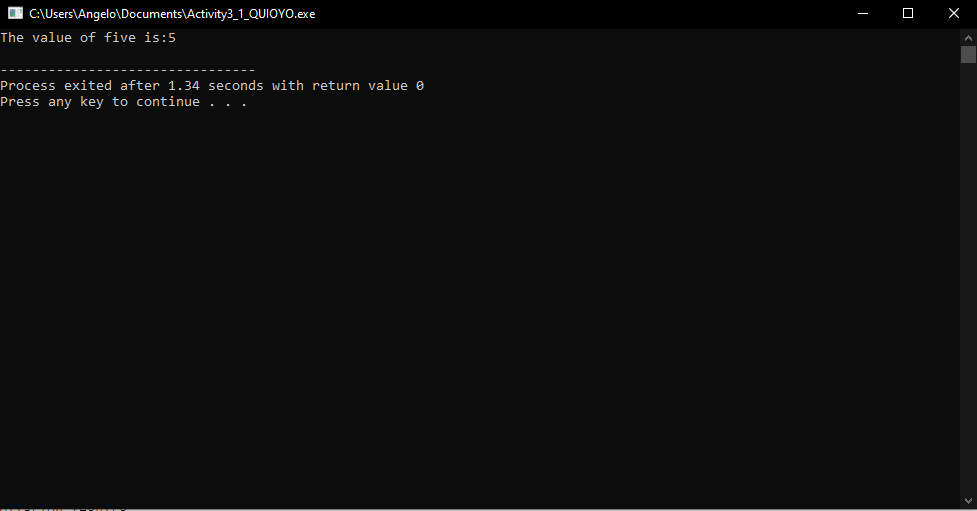 C:\Users\Angelo\Documents\Activity3_1_QUIOYO.exe
The value of five is:5
--------------------------------
Process exited after 1.34 seconds with return value 0
Press any key to continue . . .